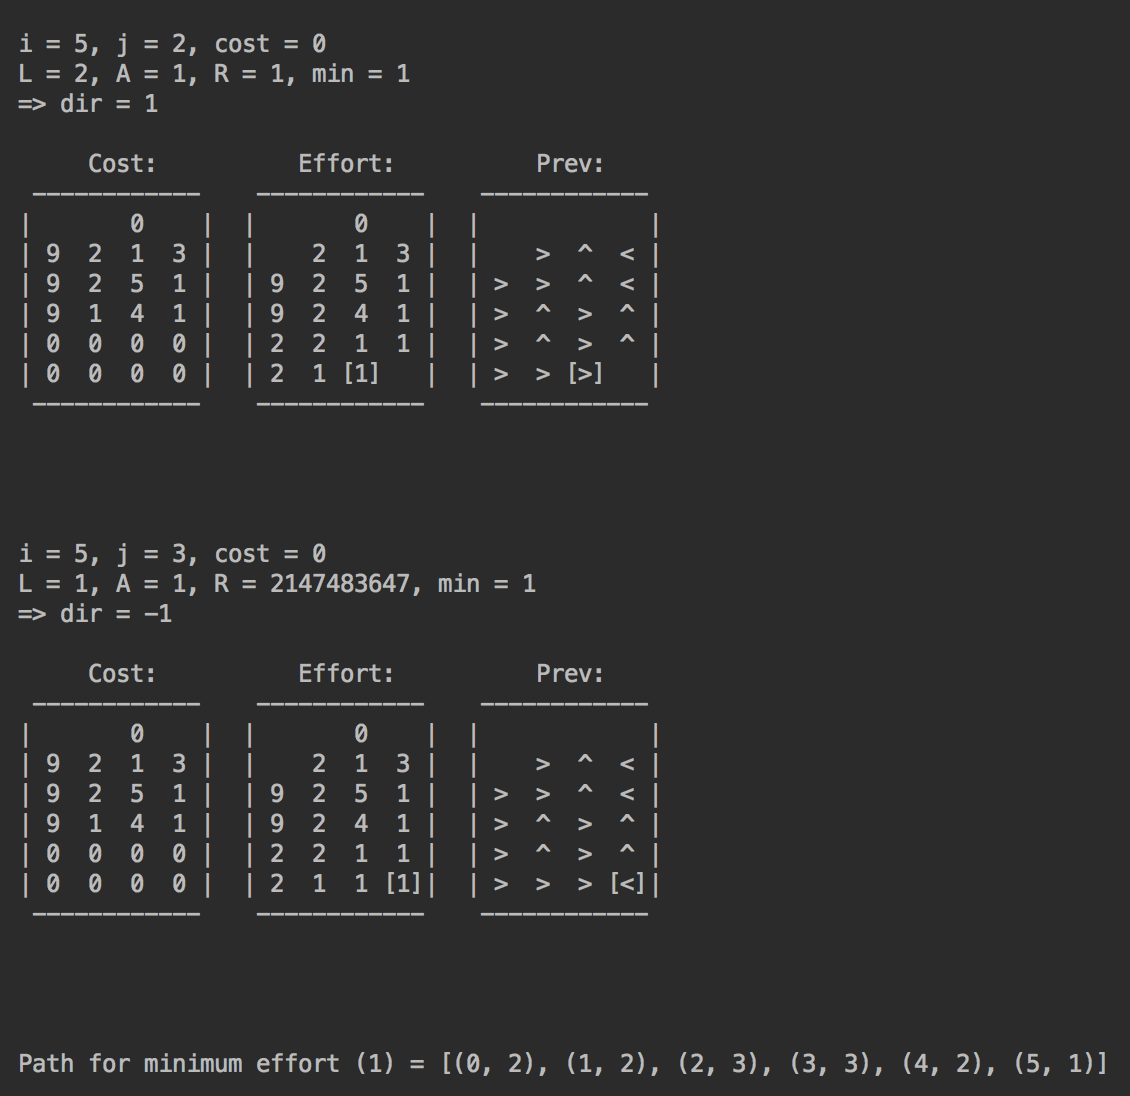 i = 5, j = 2, cost = 0
L = 2, A = 1, R = 1, min = 1
=> dir = 1
Cost: Effort: Prev:
------------ ------------ ------------
| 0 | | 0 | | |
| 9 2 1 3 | | 2 1 3 | | > ^ < |
| 9 2 5 1 | | 9 2 5 1 | | > > ^ < |
| 9 1 4 1 | | 9 2 4 1 | | > ^ > ^ |
| 0 0 0 0 | | 2 2 1 1 | | > ^ > ^ |
| 0 0 0 0 | | 2 1 [1] | | > > [>] |
------------ ------------ ------------
i = 5, j = 3, cost = 0
L = 1, A = 1, R = 2147483647, min = 1
=> dir = -1
Cost: Effort: Prev:
------------ ------------ ------------
| 0 | | 0 | | |
| 9 2 1 3 | | 2 1 3 | | > ^ < |
| 9 2 5 1 | | 9 2 5 1 | | > > ^ < |
| 9 1 4 1 | | 9 2 4 1 | | > ^ > ^ |
| 0 0 0 0 | | 2 2 1 1 | | > ^ > ^ |
| 0 0 0 0 | | 2 1 1 [1]| | > > > [<]|
------------ ------------ ------------
Path for minimum effort (1) = [(0, 2), (1, 2), (2, 3), (3, 3), (4, 2), (5, 1)]